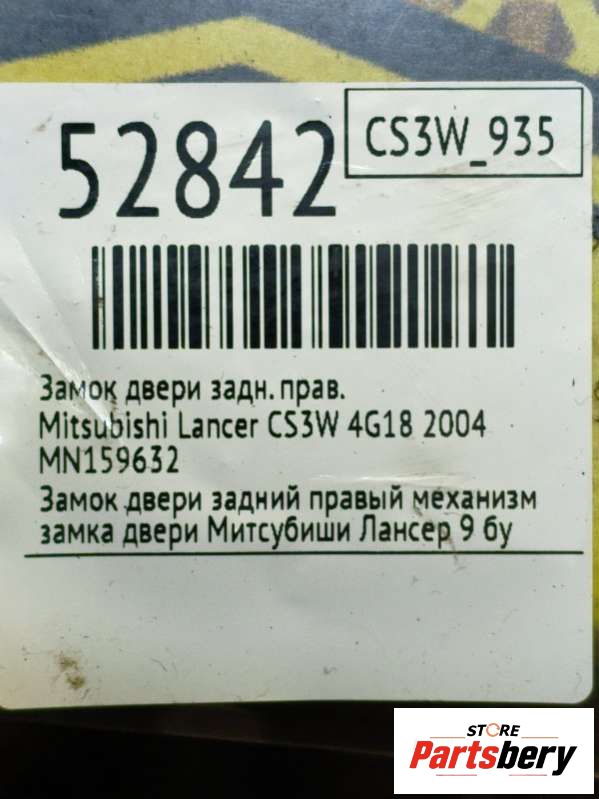 52842
CS3W_935
Замок двери задн. прав.
Mitsubishi Lancer CS3W 4G18 2004
MN159632
Замок двери задний правый механизм
замка двери Митсубиши Лансер 9 бу
STORE
Partsbery